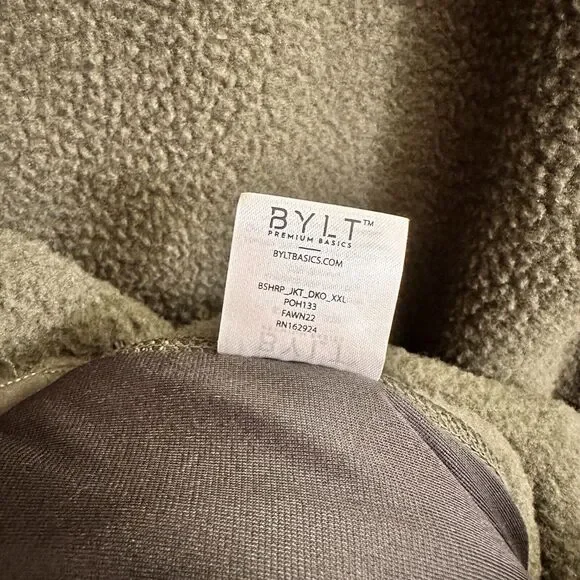 BYLT™
PREMIUM BASICS
BYLTBASICS.COM
BSHRP_JKT_DKO_XXL
POH133
FAWN22
RN162924